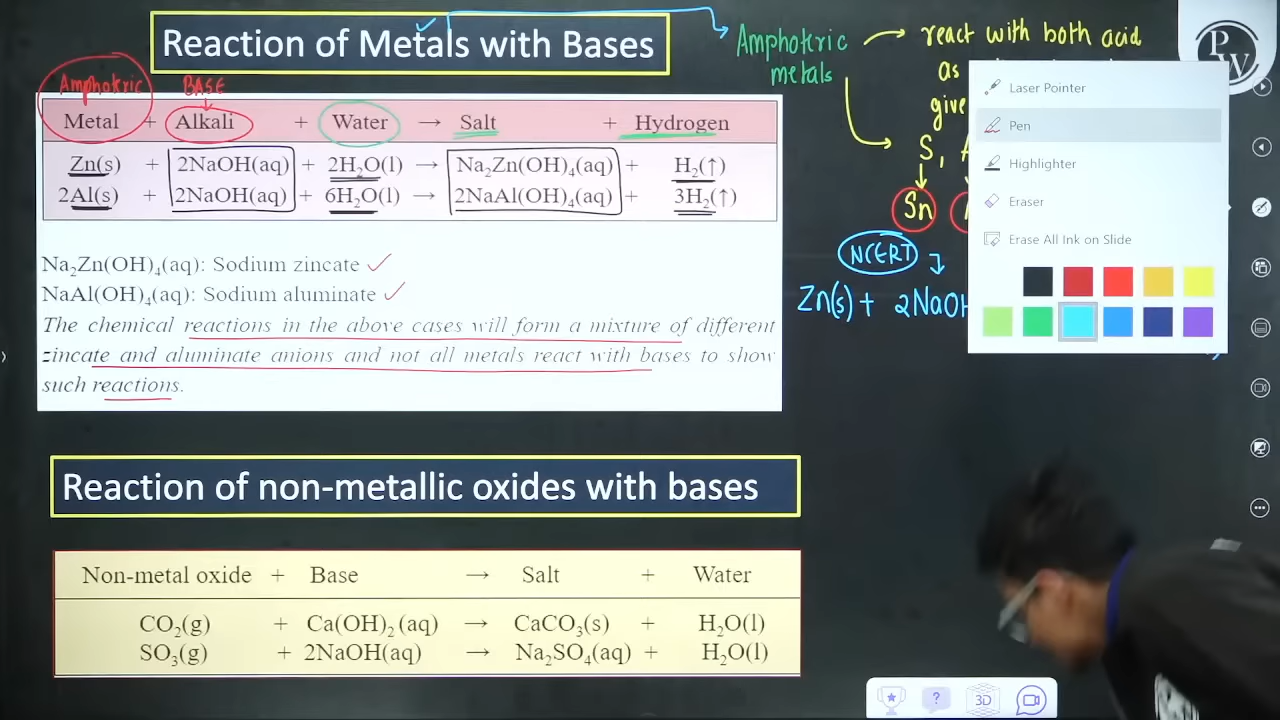 Reaction of Metals with Bases
Amphoteric metals
react with both acid
as
give
S,
Sn
NCERT
Zn(s) + 2NaOH
PW
Amphoteric
BASE
Metal + Alkali + Water → Salt + Hydrogen
Zn(s) + 2NaOH(aq) + 2H₂O(l) → Na₂Zn(OH)₄(aq) + H₂(↑)
2Al(s) + 2NaOH(aq) + 6H₂O(l) → 2NaAl(OH)₄(aq) + 3H₂(↑)
Na₂Zn(OH)₄(aq): Sodium zincate
NaAl(OH)₄(aq): Sodium aluminate
The chemical reactions in the above cases will form a mixture of different
zincate and aluminate anions and not all metals react with bases to show
such reactions.
Laser Pointer
Pen
Highlighter
Eraser
Erase All Ink on Slide
Reaction of non-metallic oxides with bases
Non-metal oxide + Base → Salt + Water
CO₂(g) + Ca(OH)₂(aq) → CaCO₃(s) + H₂O(l)
SO₃(g) + 2NaOH(aq) → Na₂SO₄(aq) + H₂O(l)
?
3D